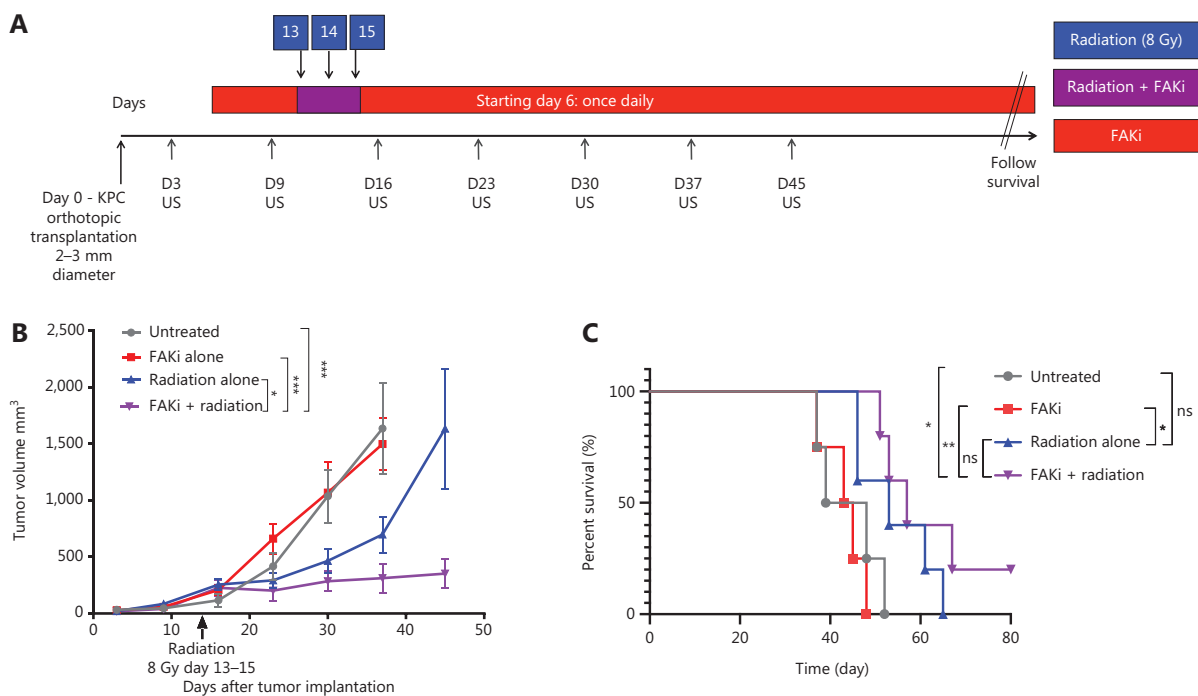 A
13 14 15
Radiation (8 Gy)
Radiation + FAKi
FAKi
Days
Starting day 6: once daily
D3 D9 D16 D23 D30 D37 D45
US US US US US US US
Follow
survival
Day 0 - KPC
orthotopic
transplantation
2–3 mm
diameter
B
Tumor volume mm³
2,500
2,000
1,500
1,000
500
0
Untreated
FAKi alone
Radiation alone
FAKi + radiation
*
***
***
0 10 20 30 40 50
Radiation
8 Gy day 13–15
Days after tumor implantation
C
Percent survival (%)
100
50
0
0 20 40 60 80
Time (day)
*
**
ns
Untreated
FAKi
Radiation alone
FAKi + radiation
*
ns